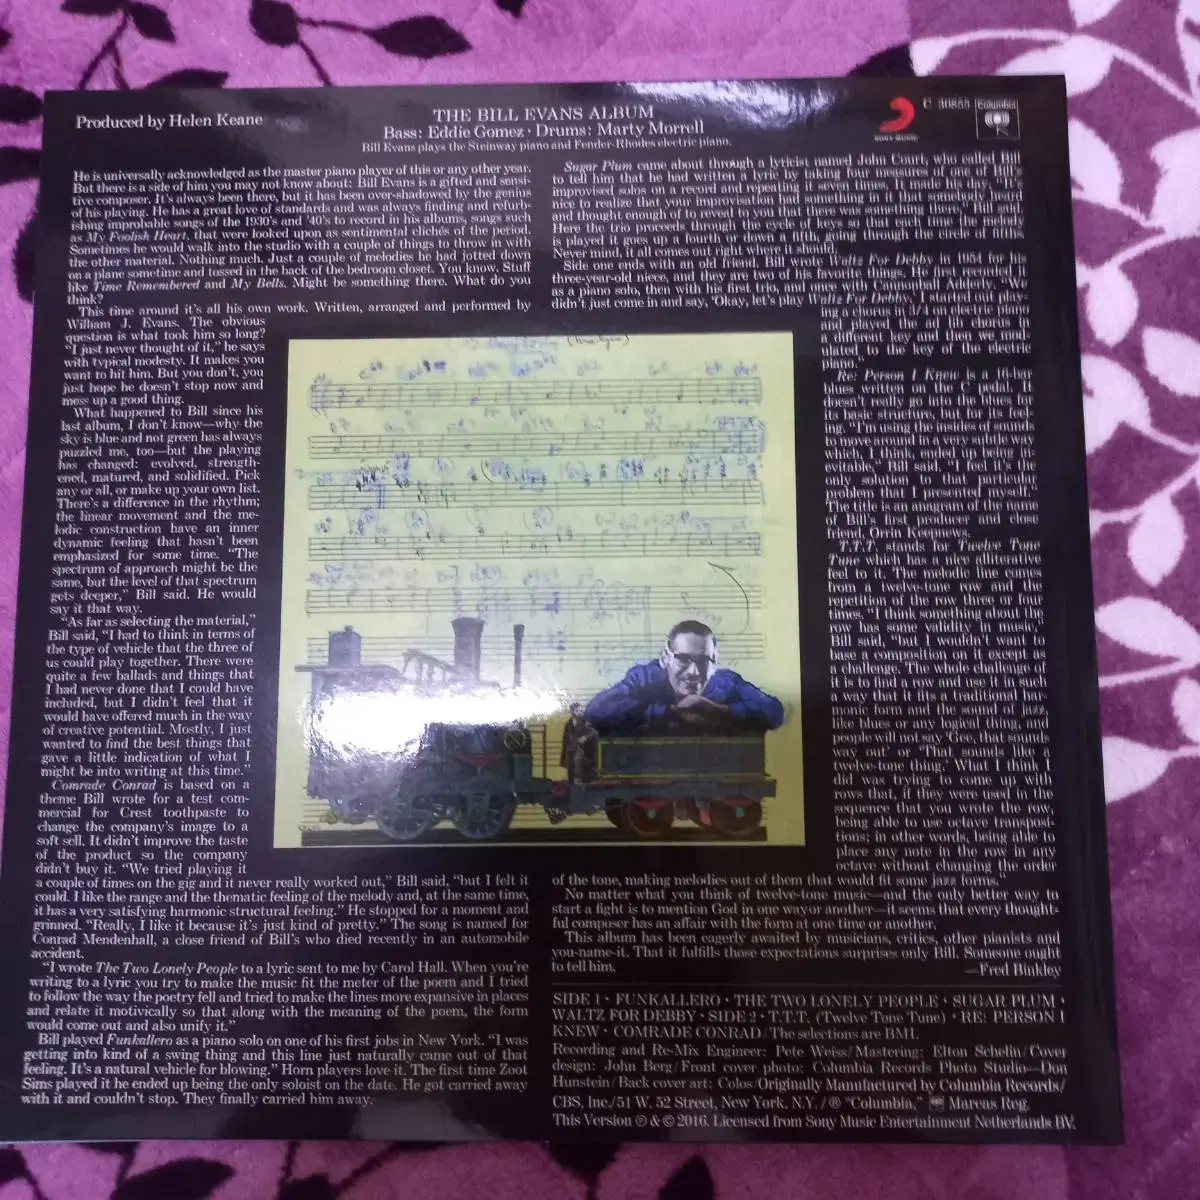 Produced by Helen Keane
THE BILL EVANS ALBUM
Bass: Eddie Gomez · Drums: Marty Morrell
Bill Evans plays the Steinway piano and Fender-Rhodes electric piano.
SONY MUSIC
C 30855
Columbia
He is universally acknowledged as the master piano player of this or any other year.
But there is a side of him you may not know about: Bill Evans is a gifted and sensi-
tive composer. It's always been there, but it has been over-shadowed by the genius
of his playing. He has a great love of standards and was always finding and refurb-
ishing improbable songs of the 1930's and '40's to record in his albums, songs such
as My Foolish Heart, that were looked upon as sentimental clichés of the period.
Sometimes he would walk into the studio with a couple of things to throw in with
the other material. Nothing much. Just a couple of melodies he had jotted down
on a plane sometime and tossed in the back of the bedroom closet. You know. Stuff
like Time Remembered and My Bells. Might be something there. What do you
think?
This time around it's all his own work. Written, arranged and performed by
William J. Evans. The obvious
question is what took him so long?
"I just never thought of it," he says
with typical modesty. It makes you
want to hit him. But you don't, you
just hope he doesn't stop now and
mess up a good thing.
What happened to Bill since his
last album, I don't know—why the
sky is blue and not green has always
puzzled me, too—but the playing
has changed: evolved, strength-
ened, matured, and solidified. Pick
any or all, or make up your own list.
There's a difference in the rhythm;
the linear movement and the me-
lodic construction have an inner
dynamic feeling that hasn't been
emphasized for some time. "The
spectrum of approach might be the
same, but the level of that spectrum
gets deeper," Bill said. He would
say it that way.
"As far as selecting the material,"
Bill said, "I had to think in terms of
the type of vehicle that the three of
us could play together. There were
quite a few ballads and things that
I had never done that I could have
included, but I didn't feel that it
would have offered much in the way
of creative potential. Mostly, I just
wanted to find the best things that
gave a little indication of what I
might be into writing at this time."
Comrade Conrad is based on a
theme Bill wrote for a test com-
mercial for Crest toothpaste to
change the company's image to a
soft sell. It didn't improve the taste
of the product so the company
didn't buy it. "We tried playing it
a couple of times on the gig and it never really worked out," Bill said, "but I felt it
could. I like the range and the thematic feeling of the melody and, at the same time,
it has a very satisfying harmonic structural feeling." He stopped for a moment and
grinned. "Really, I like it because it's just kind of pretty." The song is named for
Conrad Mendenhall, a close friend of Bill's who died recently in an automobile
accident.
"I wrote The Two Lonely People to a lyric sent to me by Carol Hall. When you're
writing to a lyric you try to make the music fit the meter of the poem and I tried
to follow the way the poetry fell and tried to make the lines more expansive in places
and relate it motivically so that along with the meaning of the poem, the form
would come out and also unify it."
Bill played Funkallero as a piano solo on one of his first jobs in New York. "I was
getting into kind of a swing thing and this line just naturally came out of that
feeling. It's a natural vehicle for blowing." Horn players love it. The first time Zoot
Sims played it he ended up being the only soloist on the date. He got carried away
with it and couldn't stop. They finally carried him away.
Sugar Plum came about through a lyricist named John Court, who called Bill
to tell him that he had written a lyric by taking four measures of one of Bill's
improvised solos on a record and repeating it seven times. It made his day. "It's
nice to realize that your improvisation had something in it that somebody heard
and thought enough of to reveal to you that there was something there," Bill said.
Here the trio proceeds through the cycle of keys so that each time the melody
is played it goes up a fourth or down a fifth, going through the circle of fifths.
Never mind, it all comes out right where it should.
Side one ends with an old friend. Bill wrote Waltz For Debby in 1954 for his
three-year-old niece, and they are two of his favorite things. He first recorded it
as a piano solo, then with his first trio, and once with Cannonball Adderly. "We
didn't just come in and say, 'Okay, let's play Waltz For Debby.' I started out play-
ing a chorus in 3/4 on electric piano
and played the ad lib chorus in
a different key and then we mod-
ulated to the key of the electric
piano."
Re: Person I Knew is a 16-bar
blues written on the C pedal. It
doesn't really go into the blues for
its basic structure, but for its feel-
ing. "I'm using the insides of sounds
to move around in a very subtle way
which, I think, ended up being in-
evitable," Bill said. "I feel it's the
only solution to that particular
problem that I presented myself."
The title is an anagram of the name
of Bill's first producer and close
friend, Orrin Keepnews.
T.T.T. stands for Twelve Tone
Tune which has a nice alliterative
feel to it. The melodic line comes
from a twelve-tone row and the
repetition of the row three or four
times. "I think something about the
row has some validity in music,"
Bill said, "but I wouldn't want to
base a composition on it except as
a challenge. The whole challenge of
it is to find a row and use it in such
a way that it fits a traditional har-
monic form and the sound of jazz,
like blues or any logical thing, and
people will not say 'Gee, that sounds
way out' or 'That sounds like a
twelve-tone thing.' What I think I
did was trying to come up with
rows that, if they were used in the
sequence that you wrote the row,
being able to use octave transposi-
tions; in other words, being able to
place any note in the row in any
octave without changing the order
of the tone, making melodies out of them that would fit some jazz forms."
No matter what you think of twelve-tone music—and the only better way to
start a fight is to mention God in one way or another—it seems that every thought-
ful composer has an affair with the form at one time or another.
This album has been eagerly awaited by musicians, critics, other pianists and
you-name-it. That it fulfills those expectations surprises only Bill. Someone ought
to tell him.
—Fred Binkley
SIDE 1 · FUNKALLERO · THE TWO LONELY PEOPLE · SUGAR PLUM ·
WALTZ FOR DEBBY · SIDE 2 · T.T.T. (Twelve Tone Tune) · RE: PERSON I
KNEW · COMRADE CONRAD/The selections are BMI.
Recording and Re-Mix Engineer: Pete Weiss/Mastering: Elton Schelin/Cover
design: John Berg/Front cover photo: Columbia Records Photo Studio—Don
Hunstein/Back cover art: Colos/Originally Manufactured by Columbia Records/
CBS, Inc./51 W. 52 Street, New York, N.Y./® "Columbia," Marcas Reg.
This Version ℗ & © 2016. Licensed from Sony Music Entertainment Netherlands BV.